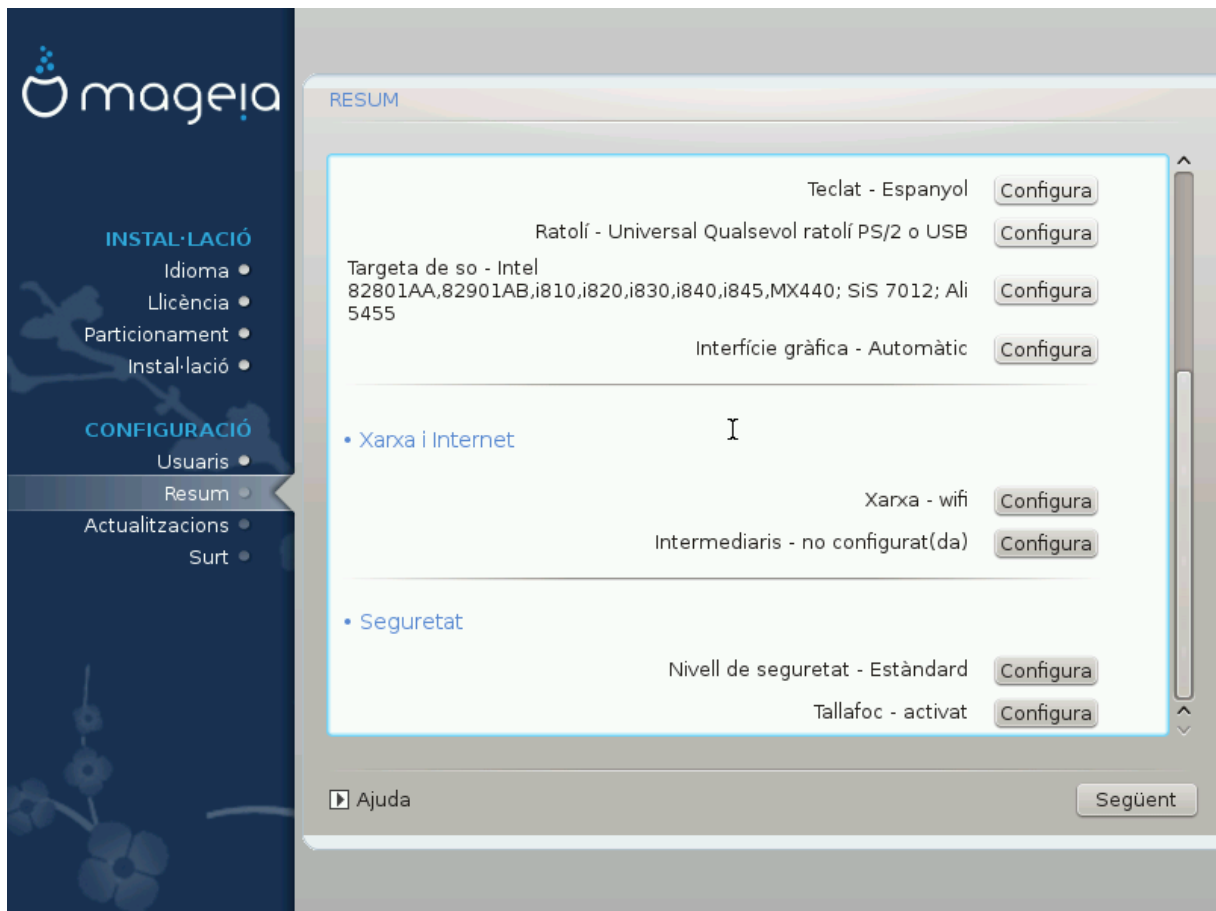 mageia
INSTAL·LACIÓ
Idioma
Llicència
Particionament
Instal·lació
CONFIGURACIÓ
Usuaris
Resum
Actualitzacions
Surt
RESUM
Teclat - Espanyol Configura
Ratolí - Universal Qualsevol ratolí PS/2 o USB Configura
Targeta de so - Intel
82801AA,82901AB,i810,i820,i830,i840,i845,MX440; SiS 7012; Ali Configura
5455
Interfície gràfica - Automàtic Configura
• Xarxa i Internet
Xarxa - wifi Configura
Intermediaris - no configurat(da) Configura
• Seguretat
Nivell de seguretat - Estàndard Configura
Tallafoc - activat Configura
Ajuda
Següent